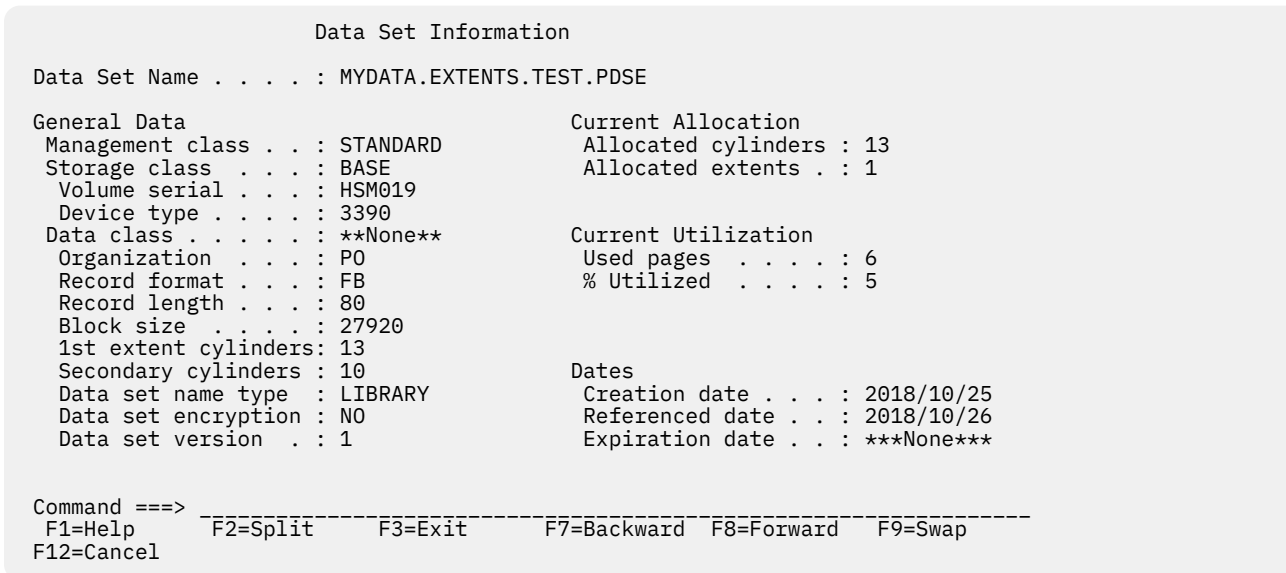 Data Set Information

Data Set Name . . . . : MYDATA.EXTENTS.TEST.PDSE

General Data                              Current Allocation
 Management class . . : STANDARD           Allocated cylinders : 13
 Storage class  . . . : BASE               Allocated extents . : 1
  Volume serial . . . : HSM019
  Device type . . . . : 3390
 Data class . . . . . : **None**          Current Utilization
  Organization  . . . : PO                 Used pages  . . . . : 6
  Record format . . . : FB                 % Utilized  . . . . : 5
  Record length . . . : 80
  Block size  . . . . : 27920
  1st extent cylinders: 13
  Secondary cylinders : 10                Dates
  Data set name type  : LIBRARY            Creation date . . . : 2018/10/25
  Data set encryption : NO                 Referenced date . . : 2018/10/26
  Data set version  . : 1                  Expiration date . . : ***None***

Command ===> _________________________________________________________________
 F1=Help      F2=Split     F3=Exit      F7=Backward  F8=Forward   F9=Swap
F12=Cancel